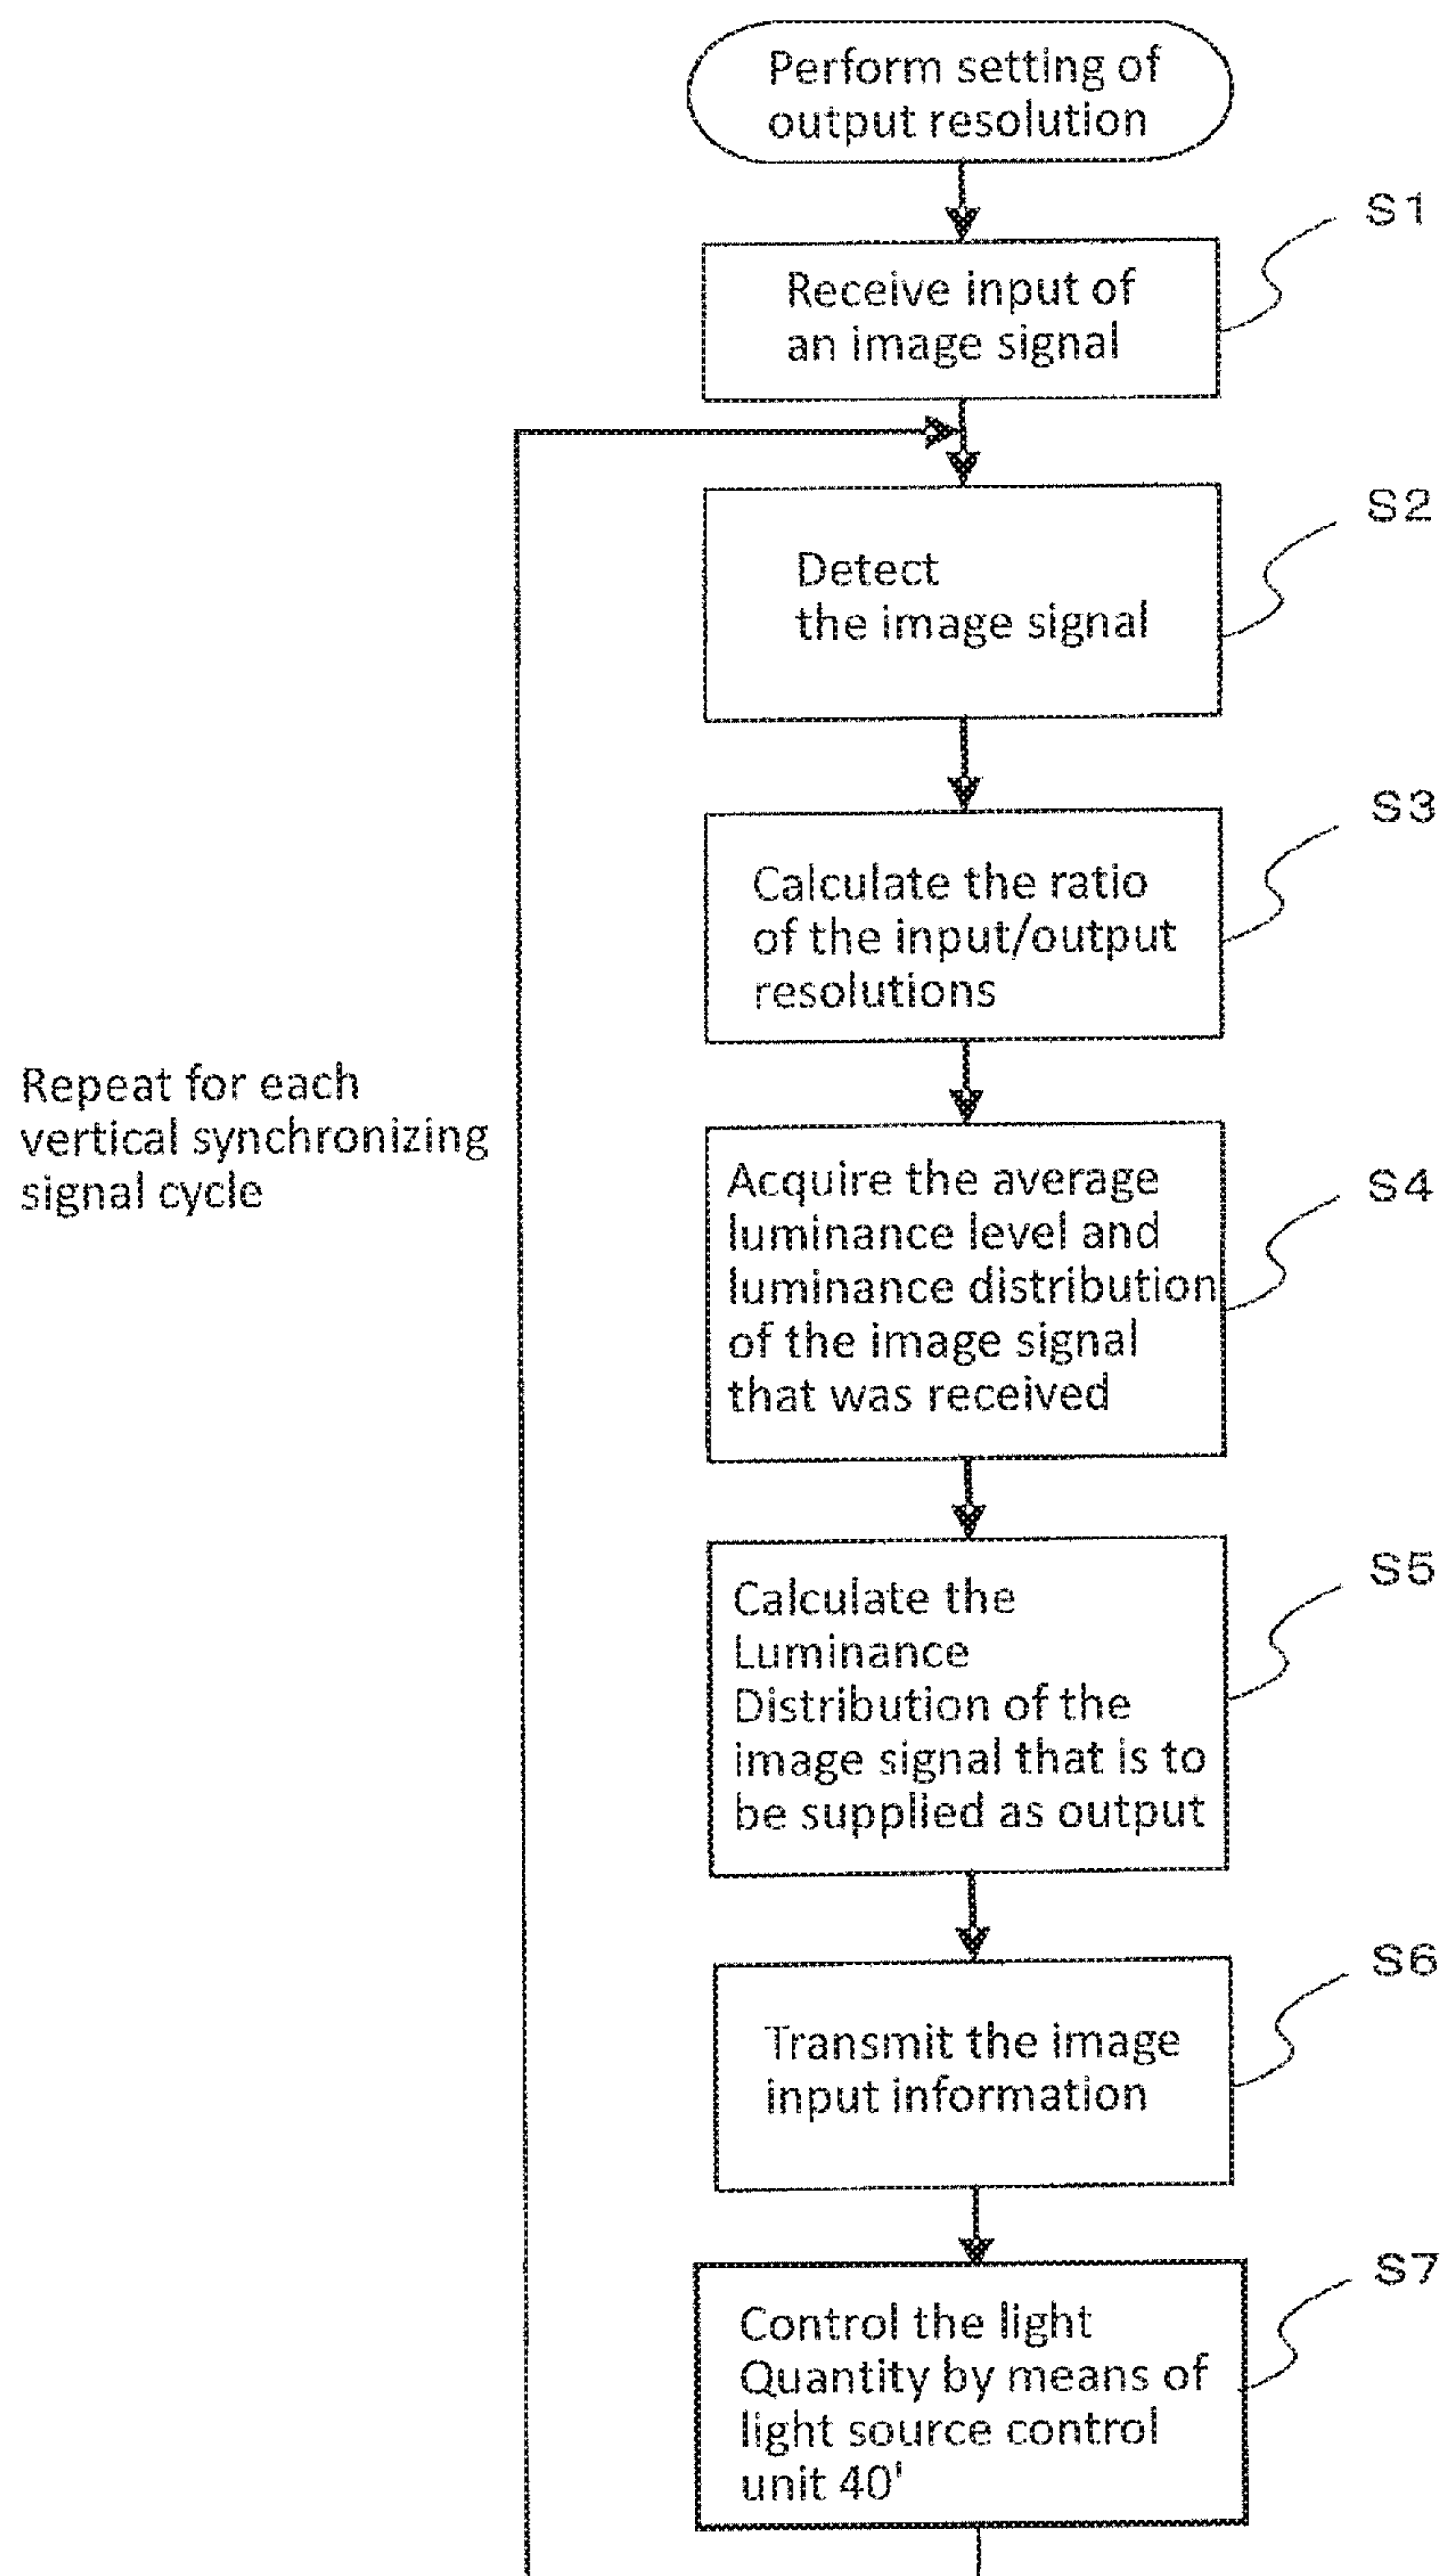 Perform setting of
output resolution
S1
Receive input of
an image signal
S2
Detect
the image signal
S3
Calculate the ratio
of the input/output
resolutions
Repeat for each
vertical synchronizing
signal cycle
S4
Acquire the average
luminance level and
luminance distribution
of the image signal
that was received
S5
Calculate the
Luminance
Distribution of the
image signal that is to
be supplied as output
S6
Transmit the image
input information
S7
Control the light
Quantity by means of
light source control
unit 40'